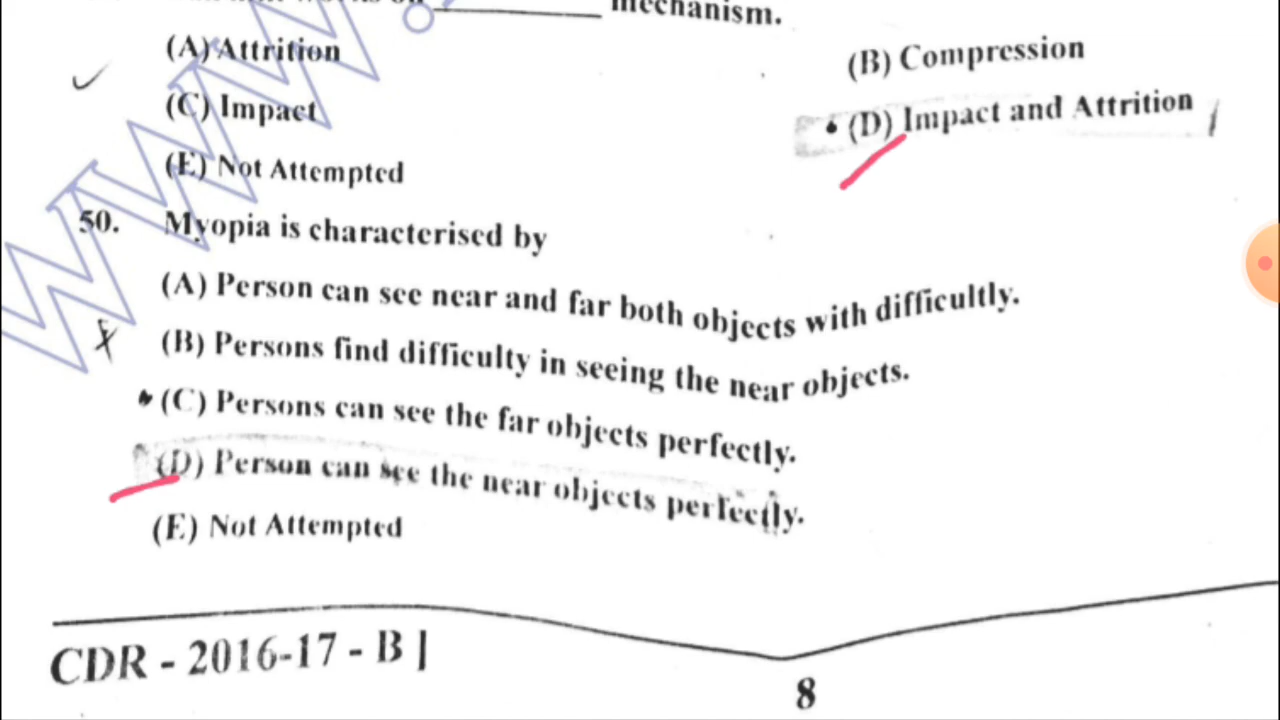 mechanism.
(A) Attrition
(B) Compression
(C) Impact
(D) Impact and Attrition
(E) Not Attempted
50. Myopia is characterised by
(A) Person can see near and far both objects with difficultly.
(B) Persons find difficulty in seeing the near objects.
(C) Persons can see the far objects perfectly.
(D) Person can see the near objects perfectly.
(E) Not Attempted
CDR - 2016-17 - B ]
8
WWW.